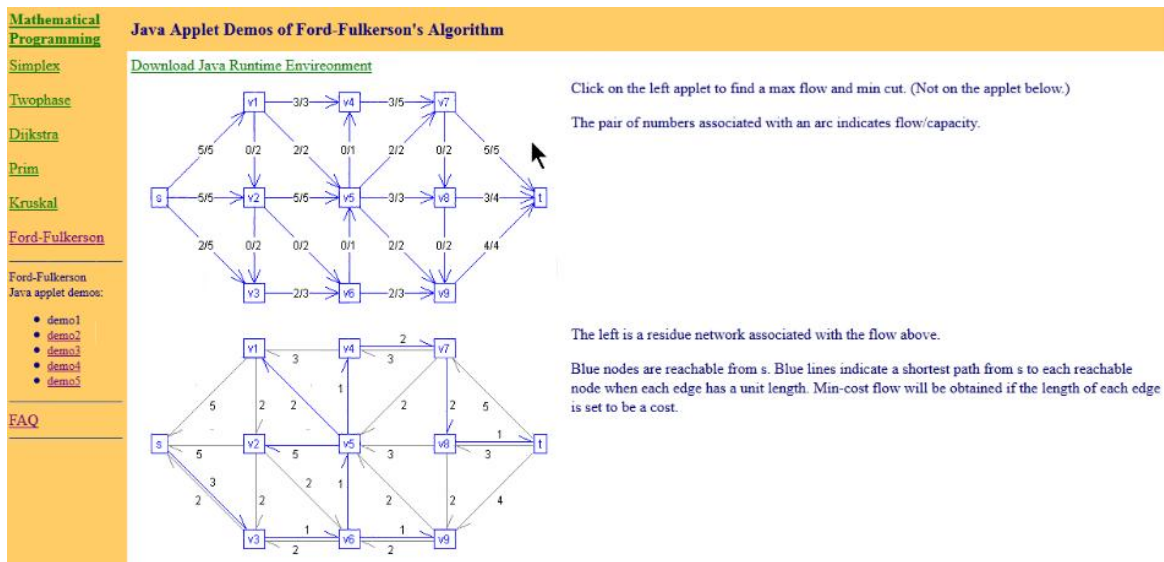 Mathematical
Programming
Java Applet Demos of Ford-Fulkerson's Algorithm
Simplex
Twophase
Dijkstra
Prim
Kruskal
Ford-Fulkerson
Ford-Fulkerson
Java applet demos:
demo1
demo2
demo3
demo4
demo5
FAQ
Download Java Runtime Envireonment
v1 3/3 v4 3/5 v7
5/5 0/2 2/2 0/1 2/2 0/2 5/5
s 5/5 v2 5/5 v5 3/3 v8 3/4 t
2/5 0/2 0/2 0/1 2/2 0/2 4/4
v3 2/3 v6 2/3 v9
Click on the left applet to find a max flow and min cut. (Not on the applet below.)
The pair of numbers associated with an arc indicates flow/capacity.
2
v1 3 v4 3 v7
1
5 2 2 2 2 5
1
s 5 v2 5 v5 3 v8 3 t
3 2 1
2 2 2 2 4
1 1
v3 2 v6 2 v9
The left is a residue network associated with the flow above.
Blue nodes are reachable from s. Blue lines indicate a shortest path from s to each reachable
node when each edge has a unit length. Min-cost flow will be obtained if the length of each edge
is set to be a cost.